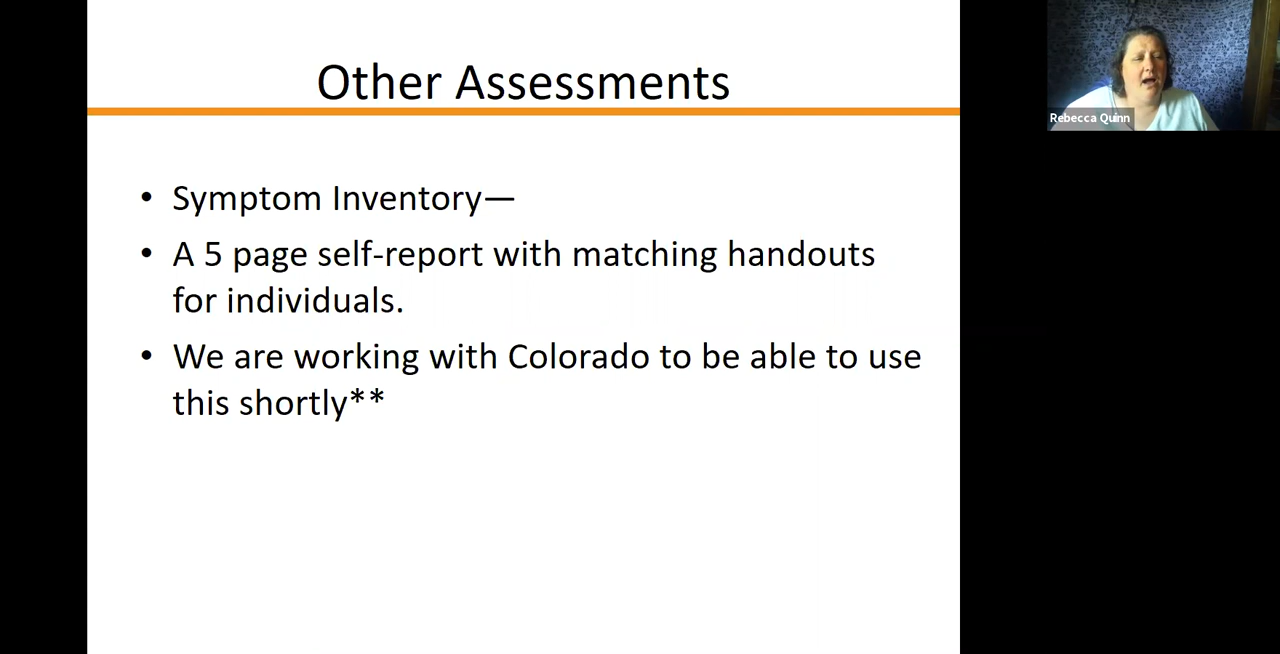 Other Assessments
• Symptom Inventory—
• A 5 page self-report with matching handouts
for individuals.
• We are working with Colorado to be able to use
this shortly**
Rebecca Quinn